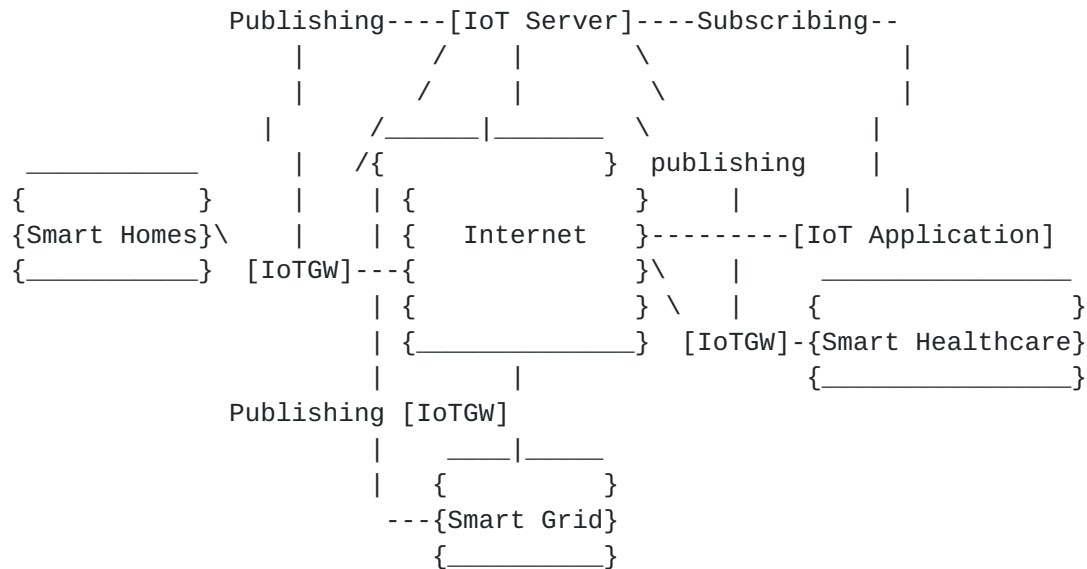 Publishing----[IoT Server]----Subscribing--
publishing
Smart Homes
Internet
[IoT Application]
[IoTGW]
[IoTGW]
Smart Healthcare
Publishing [IoTGW]
Smart Grid